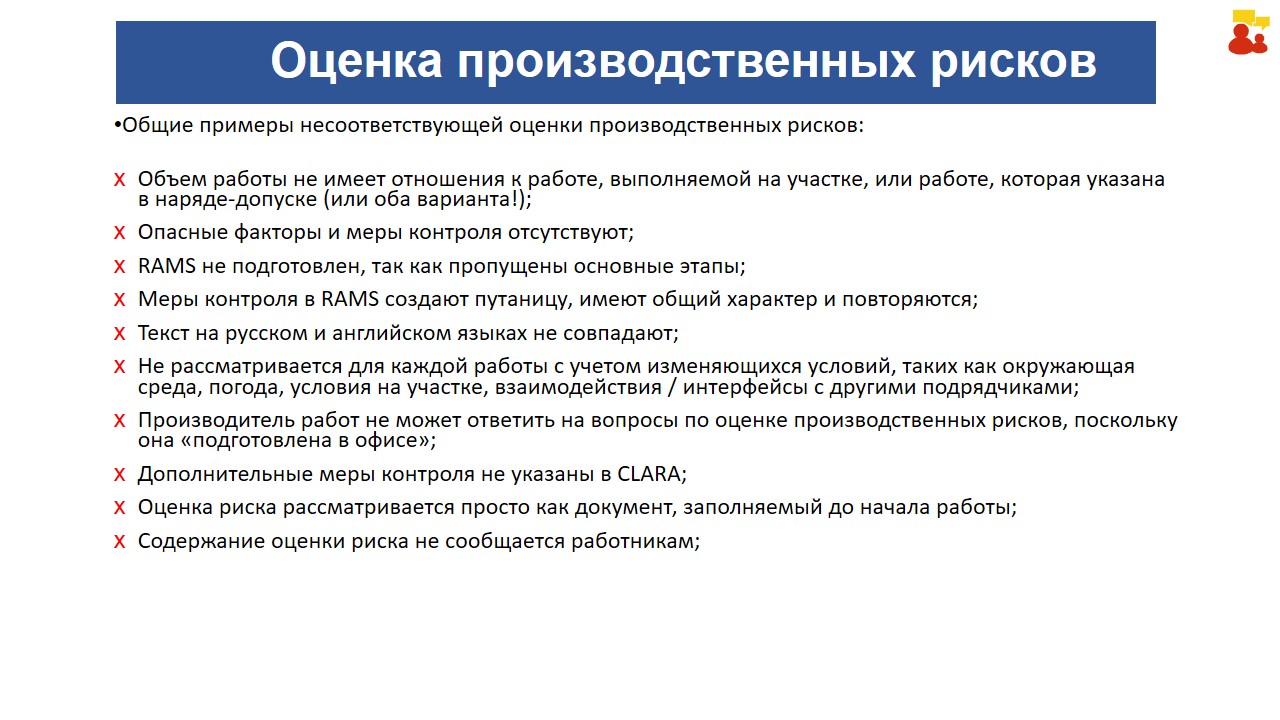 Оценка производственных рисков
•Общие примеры несоответствующей оценки производственных рисков:
x Объем работы не имеет отношения к работе, выполняемой на участке, или работе, которая указана
в наряде-допуске (или оба варианта!);
x Опасные факторы и меры контроля отсутствуют;
x RAMS не подготовлен, так как пропущены основные этапы;
x Меры контроля в RAMS создают путаницу, имеют общий характер и повторяются;
x Текст на русском и английском языках не совпадают;
x Не рассматривается для каждой работы с учетом изменяющихся условий, таких как окружающая
среда, погода, условия на участке, взаимодействия / интерфейсы с другими подрядчиками;
x Производитель работ не может ответить на вопросы по оценке производственных рисков, поскольку
она «подготовлена в офисе»;
x Дополнительные меры контроля не указаны в CLARA;
x Оценка риска рассматривается просто как документ, заполняемый до начала работы;
x Содержание оценки риска не сообщается работникам;